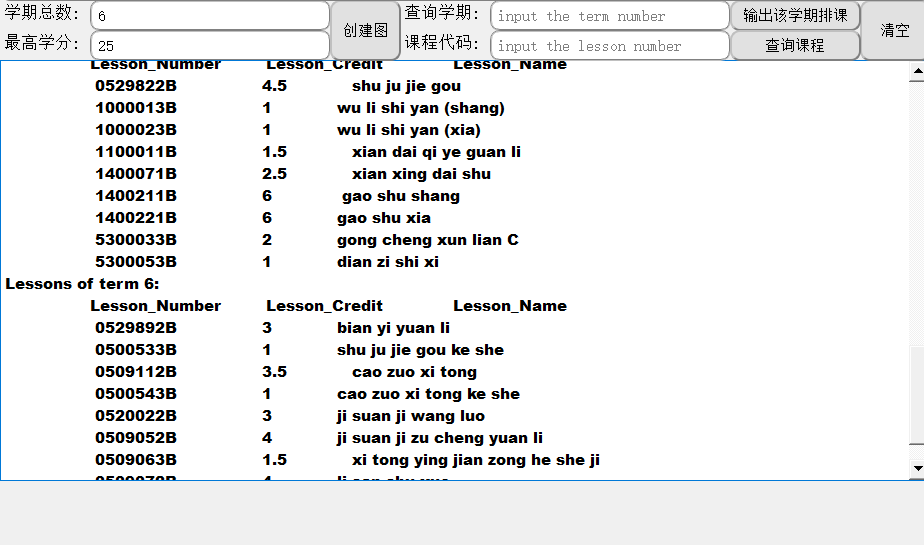 学期总数: 6 创建图 查询学期: input the term number 输出该学期排课 清空
最高学分: 25 课程代码: input the lesson number 查询课程
Lesson_Number Lesson_Credit Lesson_Name
0529822B 4.5 shu ju jie gou
1000013B 1 wu li shi yan (shang)
1000023B 1 wu li shi yan (xia)
1100011B 1.5 xian dai qi ye guan li
1400071B 2.5 xian xing dai shu
1400211B 6 gao shu shang
1400221B 6 gao shu xia
5300033B 2 gong cheng xun lian C
5300053B 1 dian zi shi xi
Lessons of term 6:
Lesson_Number Lesson_Credit Lesson_Name
0529892B 3 bian yi yuan li
0500533B 1 shu ju jie gou ke she
0509112B 3.5 cao zuo xi tong
0500543B 1 cao zuo xi tong ke she
0520022B 3 ji suan ji wang luo
0509052B 4 ji suan ji zu cheng yuan li
0509063B 1.5 xi tong ying jian zong he she ji